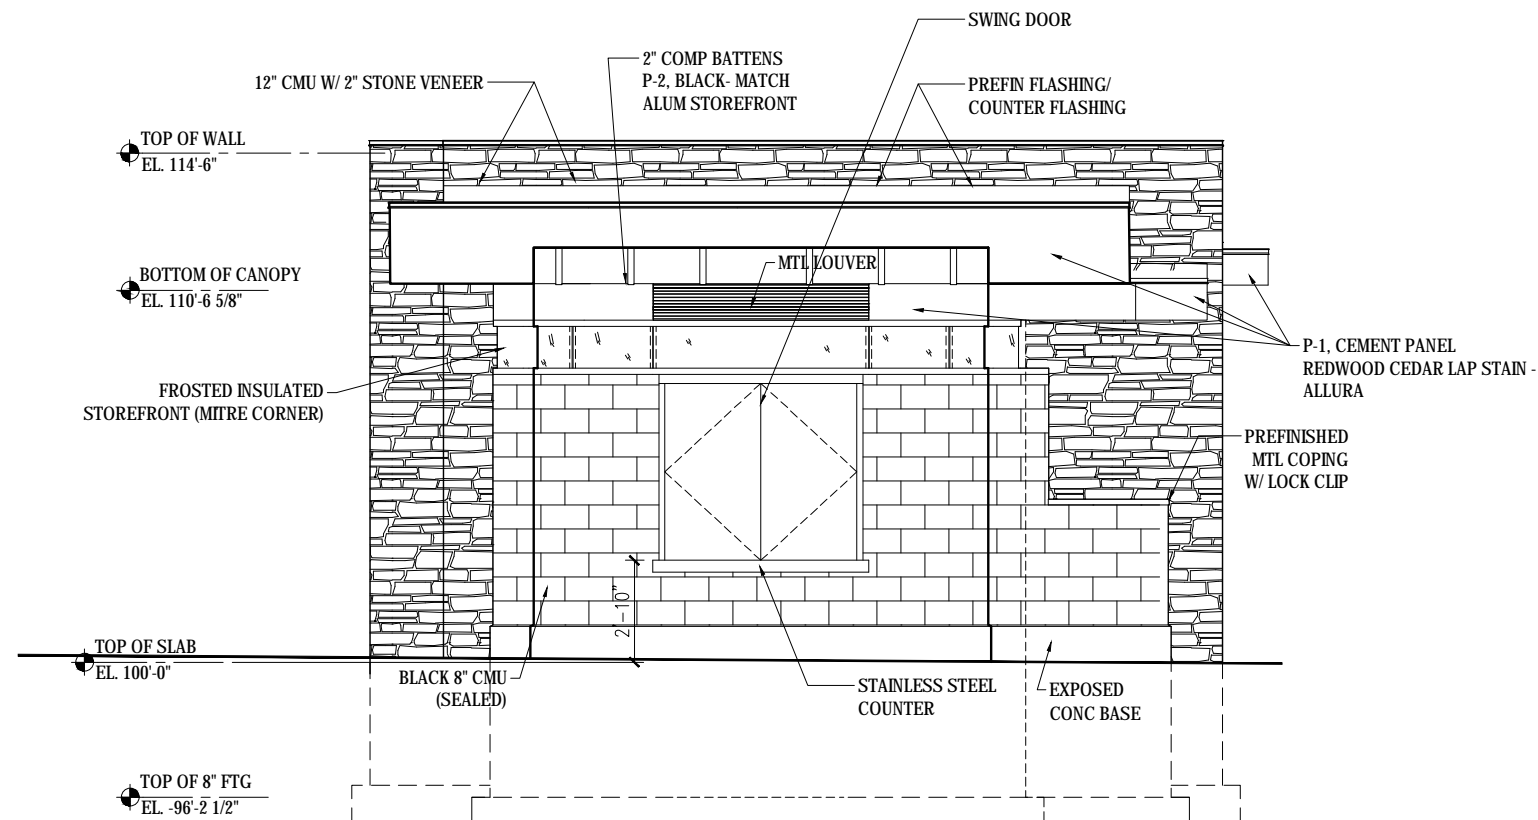 SWING DOOR
2" COMP BATTENS
P-2, BLACK- MATCH
ALUM STOREFRONT
12" CMU W/ 2" STONE VENEER
PREFIN FLASHING/
COUNTER FLASHING
TOP OF WALL
EL. 114'-6"
MTL LOUVER
BOTTOM OF CANOPY
EL. 110'-6 5/8"
P-1, CEMENT PANEL
REDWOOD CEDAR LAP STAIN -
ALLURA
FROSTED INSULATED
STOREFRONT (MITRE CORNER)
PREFINISHED
MTL COPING
W/ LOCK CLIP
2'-10"
TOP OF SLAB
EL. 100'-0"
BLACK 8" CMU
(SEALED)
STAINLESS STEEL
COUNTER
EXPOSED
CONC BASE
TOP OF 8" FTG
EL. -96'-2 1/2"